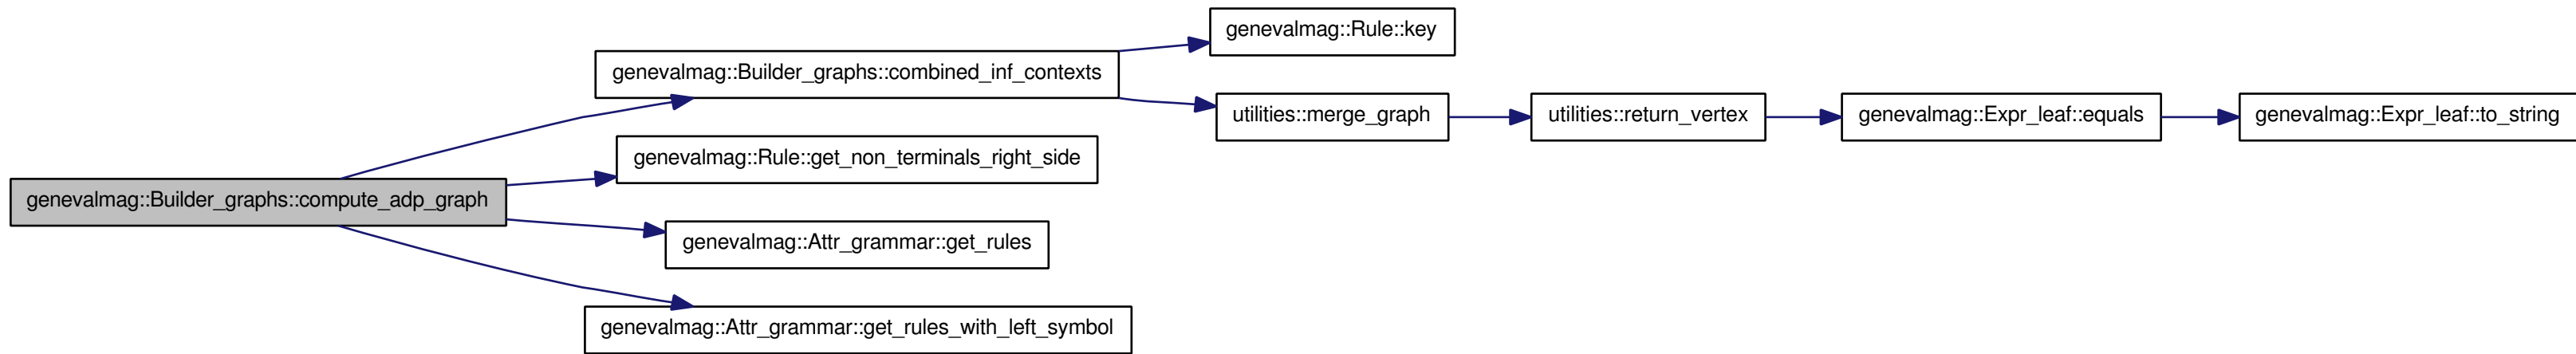 genevalmag::Builder_graphs::compute_adp_graph
genevalmag::Builder_graphs::combined_inf_contexts
genevalmag::Rule::key
utilities::merge_graph
utilities::return_vertex
genevalmag::Expr_leaf::equals
genevalmag::Expr_leaf::to_string
genevalmag::Rule::get_non_terminals_right_side
genevalmag::Attr_grammar::get_rules
genevalmag::Attr_grammar::get_rules_with_left_symbol